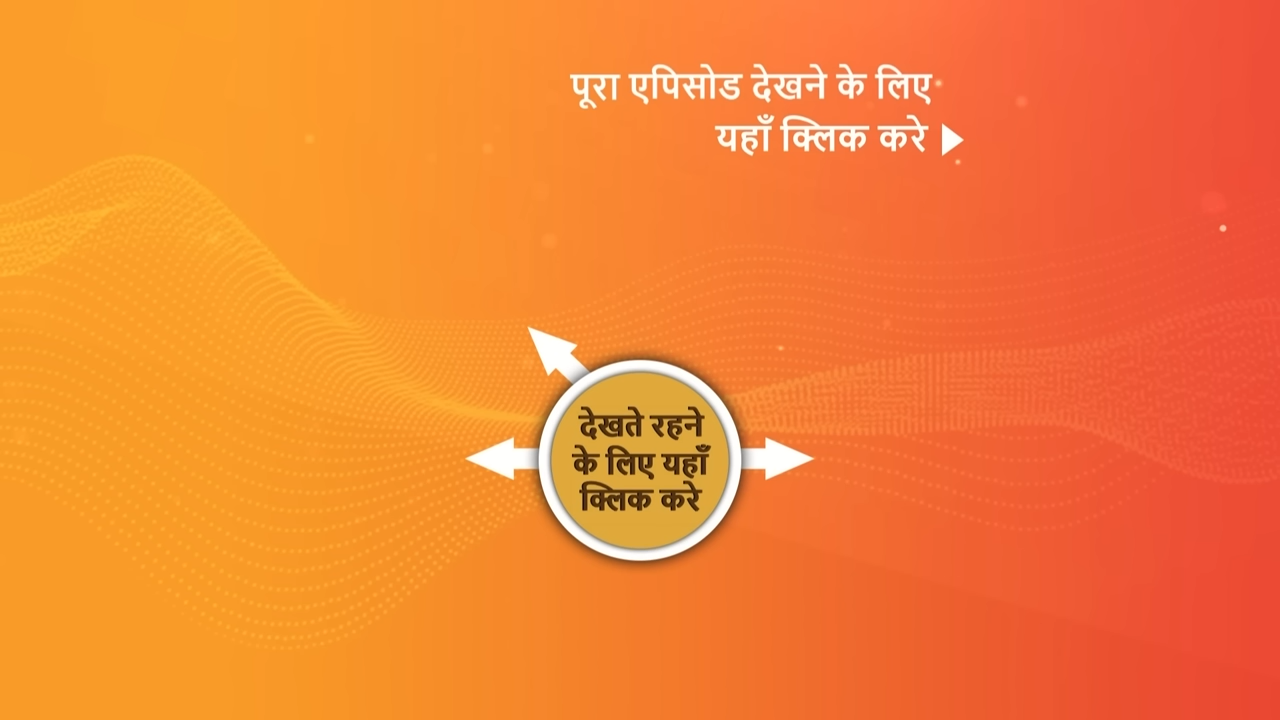 पूरा एपिसोड देखने के लिए
यहाँ क्लिक करे
देखते रहने
के लिए यहाँ
क्लिक करे